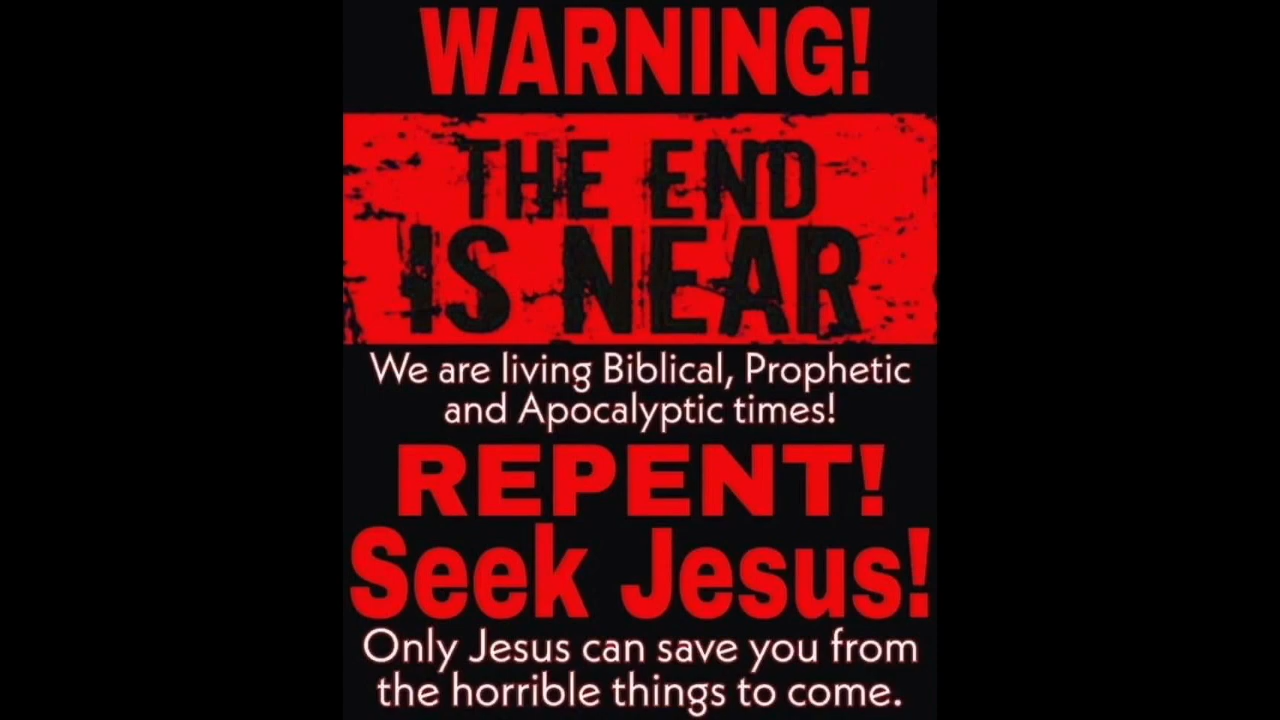 WARNING!
THE END
IS NEAR
We are living Biblical, Prophetic
and Apocalyptic times!
REPENT!
Seek Jesus!
Only Jesus can save you from
the horrible things to come.